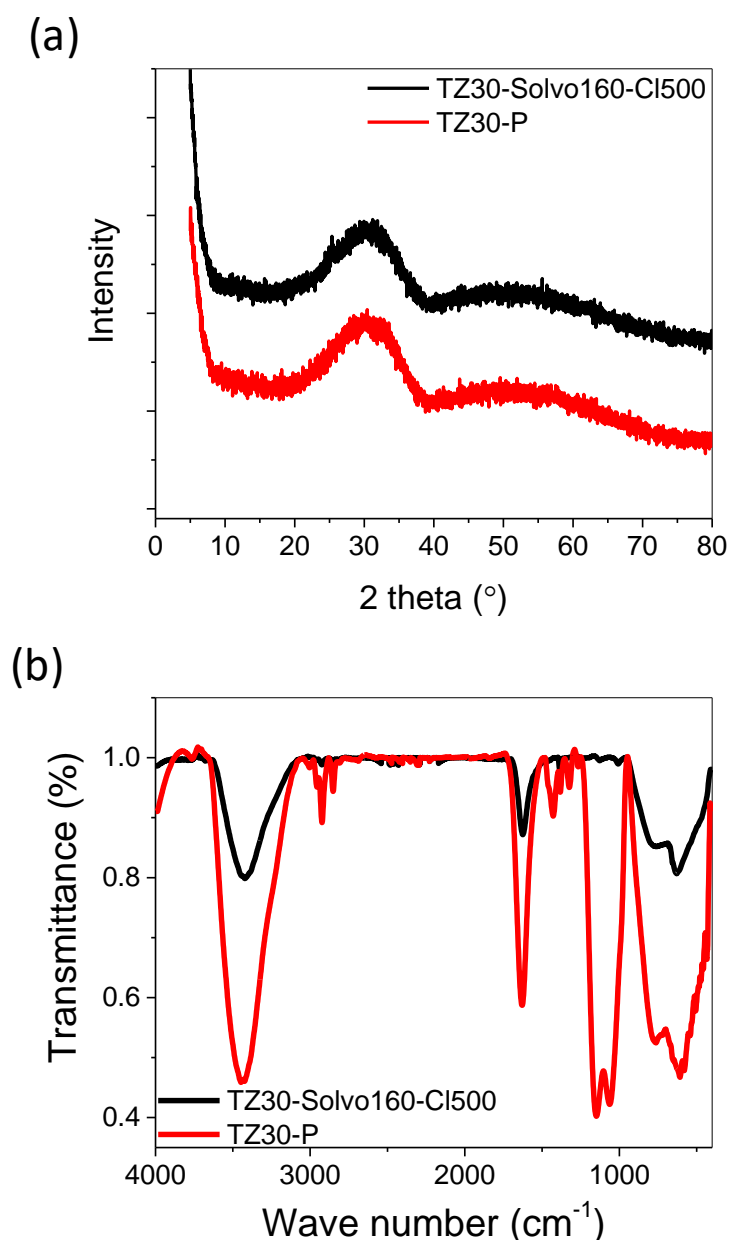 (a)
TZ30-Solvo160-Cl500
TZ30-P
Intensity
0 10 20 30 40 50 60 70 80
2 theta (°)
(b)
1.0
0.8
0.6
0.4
Transmittance (%)
TZ30-Solvo160-Cl500
TZ30-P
4000 3000 2000 1000
Wave number (cm⁻¹)